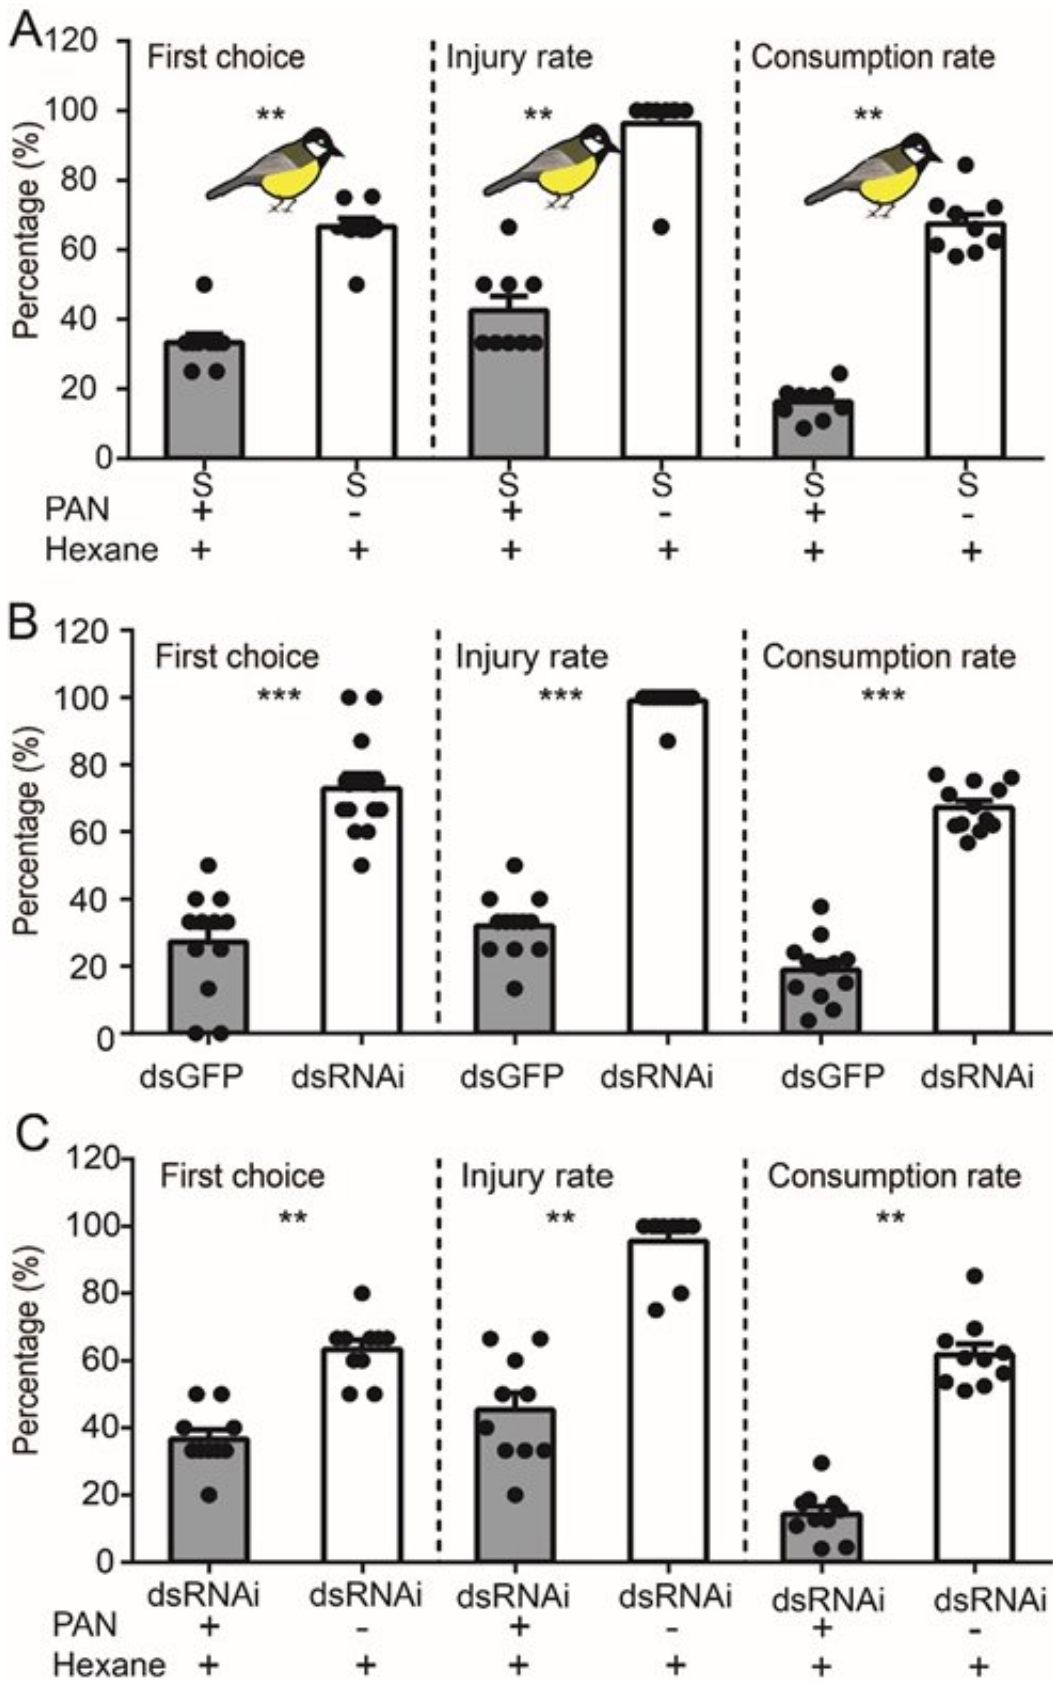 A
120
First choice
Injury rate
Consumption rate
**
**
**
100
80
60
40
20
0
Percentage (%)
S S S S S S
PAN + - + - + -
Hexane + + + + + +
B
120
First choice
Injury rate
Consumption rate
***
***
***
100
80
60
40
20
0
Percentage (%)
dsGFP dsRNAi dsGFP dsRNAi dsGFP dsRNAi
C
120
First choice
Injury rate
Consumption rate
**
**
**
100
80
60
40
20
0
Percentage (%)
dsRNAi dsRNAi dsRNAi dsRNAi dsRNAi dsRNAi
PAN + - + - + -
Hexane + + + + + +